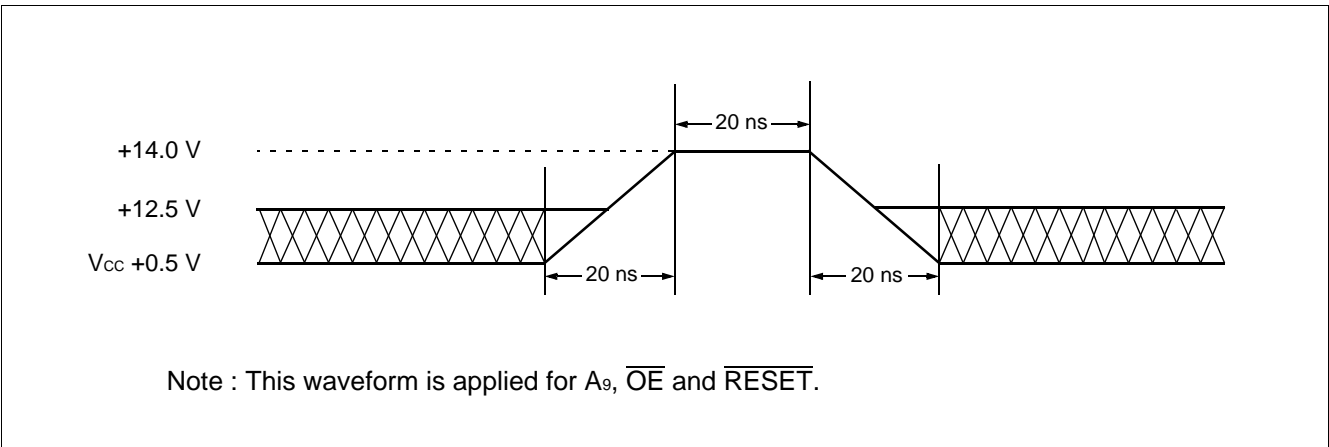 20 ns
+14.0 V
+12.5 V
Vcc +0.5 V
20 ns
20 ns
Note : This waveform is applied for A9, OE and RESET.